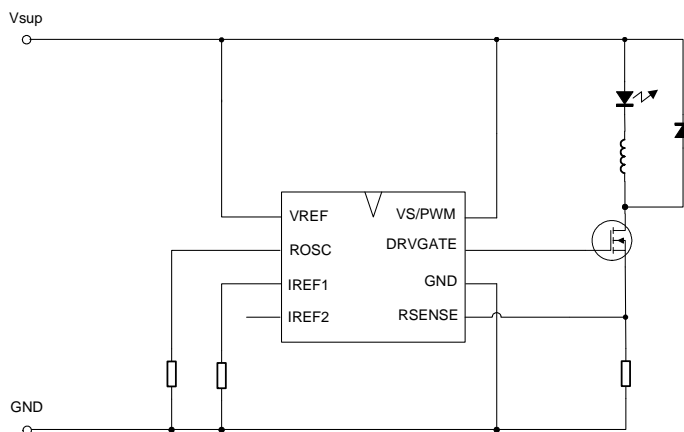 Vsup
VREF
VS/PWM
ROSC
DRVGATE
IREF1
GND
IREF2
RSENSE
GND